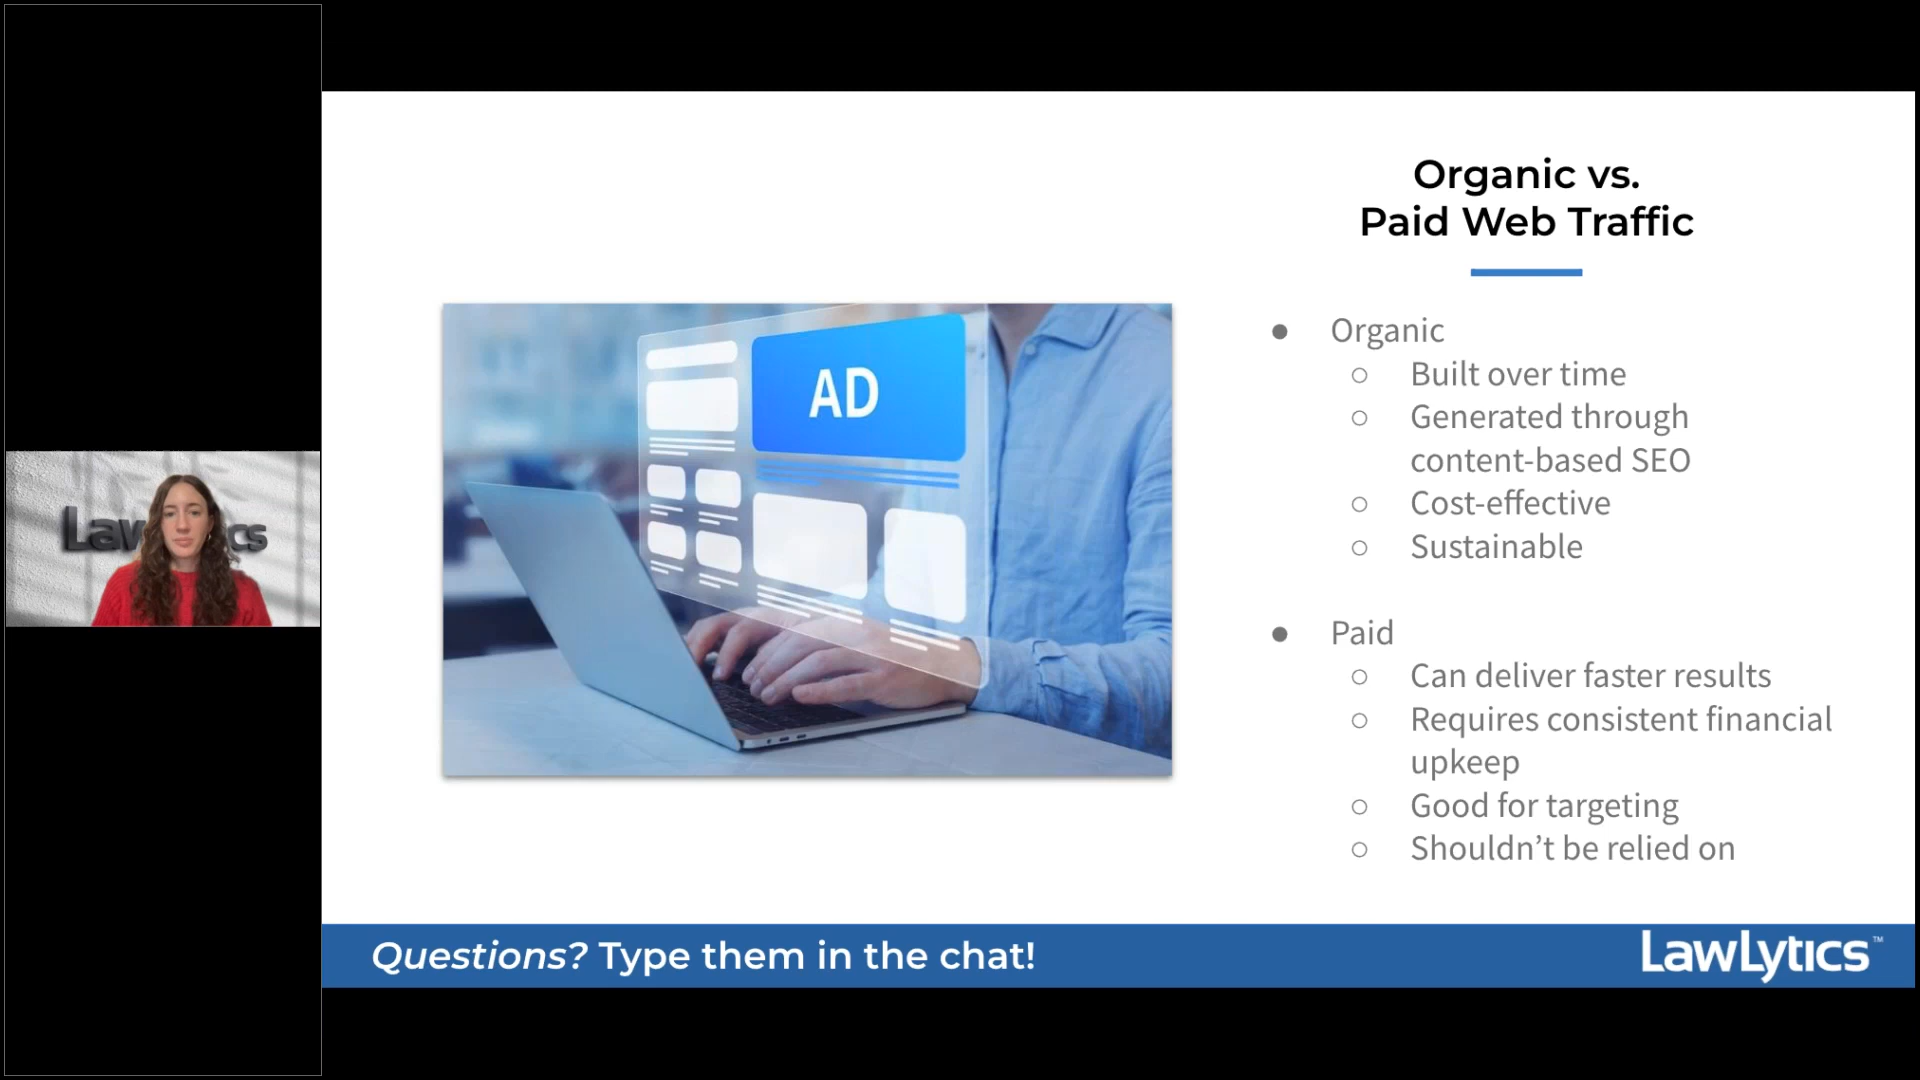 Organic vs.
Paid Web Traffic
● Organic
○ Built over time
○ Generated through
content-based SEO
○ Cost-effective
○ Sustainable
● Paid
○ Can deliver faster results
○ Requires consistent financial
upkeep
○ Good for targeting
○ Shouldn’t be relied on
AD
Questions? Type them in the chat!
LawLytics™